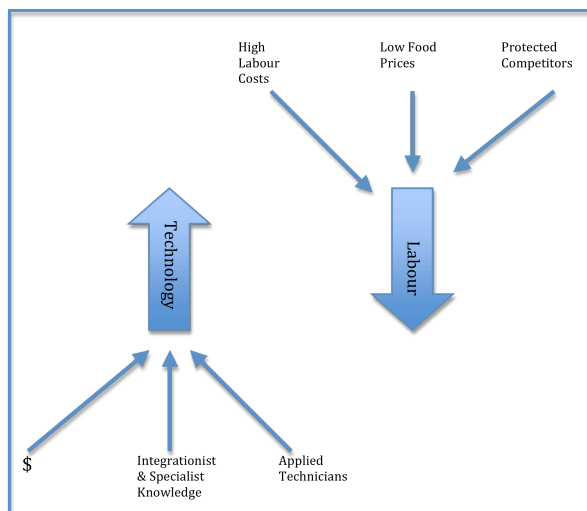 High
Labour
Costs
Low Food
Prices
Protected
Competitors
Technology
Labour
$
Integrationist
& Specialist
Knowledge
Applied
Technicians